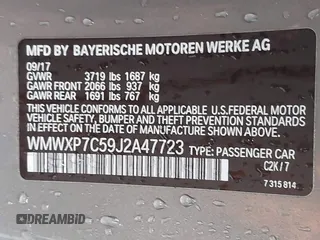 MFD BY BAYERISCHE MOTOREN WERKE AG
09/17
GVWR 3719 lbs 1687 kg
GAWR FRONT 2066 lbs 937 kg
GAWR REAR 1691 lbs 767 kg
THIS VEHICLE CONFORMS TO ALL APPLICABLE U.S. FEDERAL MOTOR
VEHICLE SAFETY, BUMPER, AND THEFT PREVENTION STANDARDS
IN EFFECT ON THE DATE OF MANUFACTURE SHOWN ABOVE.
WMWXP7C59J2A47723 TYPE: PASSENGER CAR
C2K / 7
7 315 814
DREAMBID